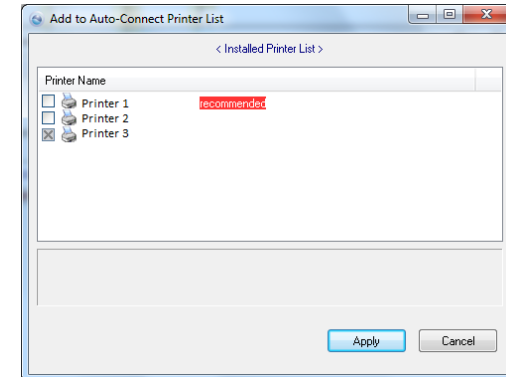 Add to Auto-Connect Printer List
< Installed Printer List >
Printer Name
Printer 1 recommended
Printer 2
Printer 3
Apply Cancel